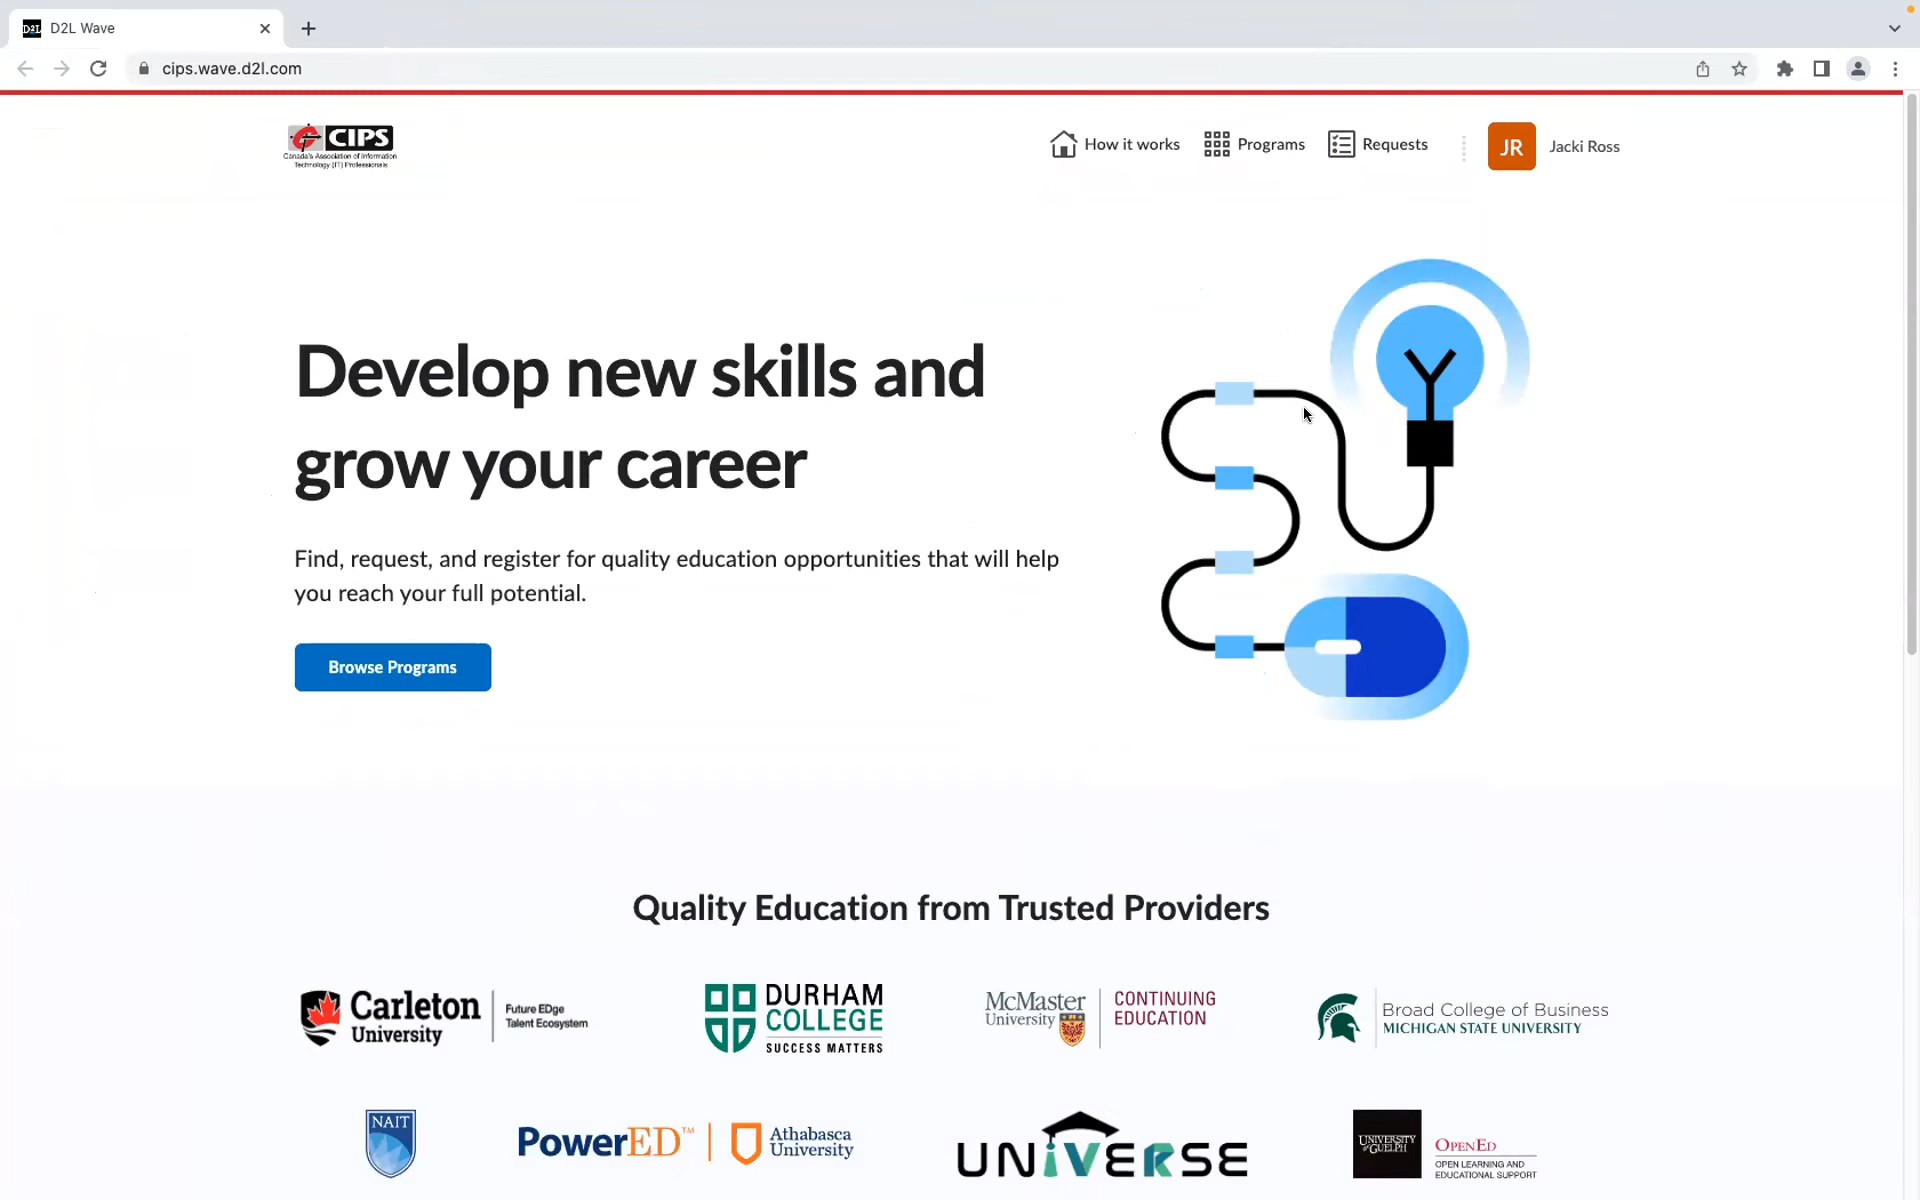 D2L Wave
cips.wave.d2l.com
CIPS
Canada's Association of Information
Technology (IT) Professionals
How it works
Programs
Requests
JR
Jacki Ross
Develop new skills and
grow your career
Find, request, and register for quality education opportunities that will help
you reach your full potential.
Browse Programs
Quality Education from Trusted Providers
Carleton
University
Future EDge
Talent Ecosystem
DURHAM
COLLEGE
SUCCESS MATTERS
McMaster
University
CONTINUING
EDUCATION
Broad College of Business
MICHIGAN STATE UNIVERSITY
NAIT
PowerED™
Athabasca
University
UNIVERSE
UNIVERSITY
of GUELPH
OPENED
OPEN LEARNING AND
EDUCATIONAL SUPPORT